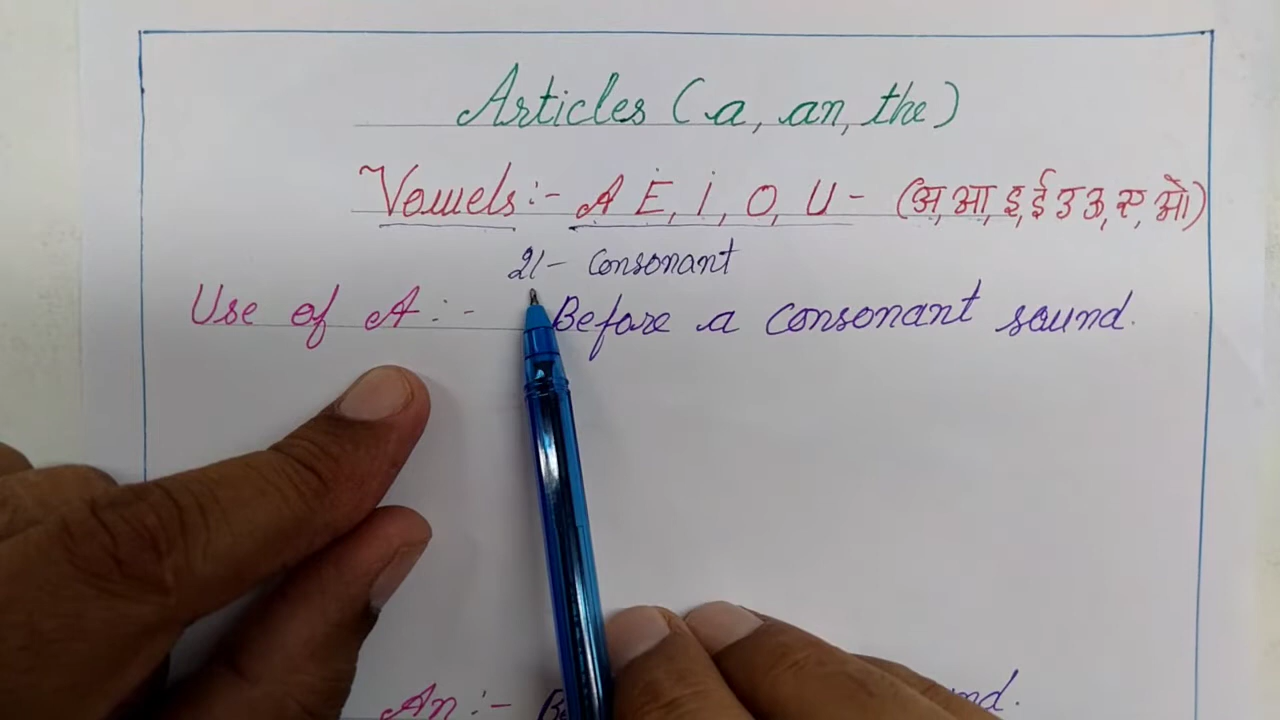 Articles (a, an, the)
Vowels :- A E, I, O, U - (अ,आ,इ,ई उ ऊ,ए,ओ)
21- Consonant
Use of A :- Before a consonant sound.
An :-